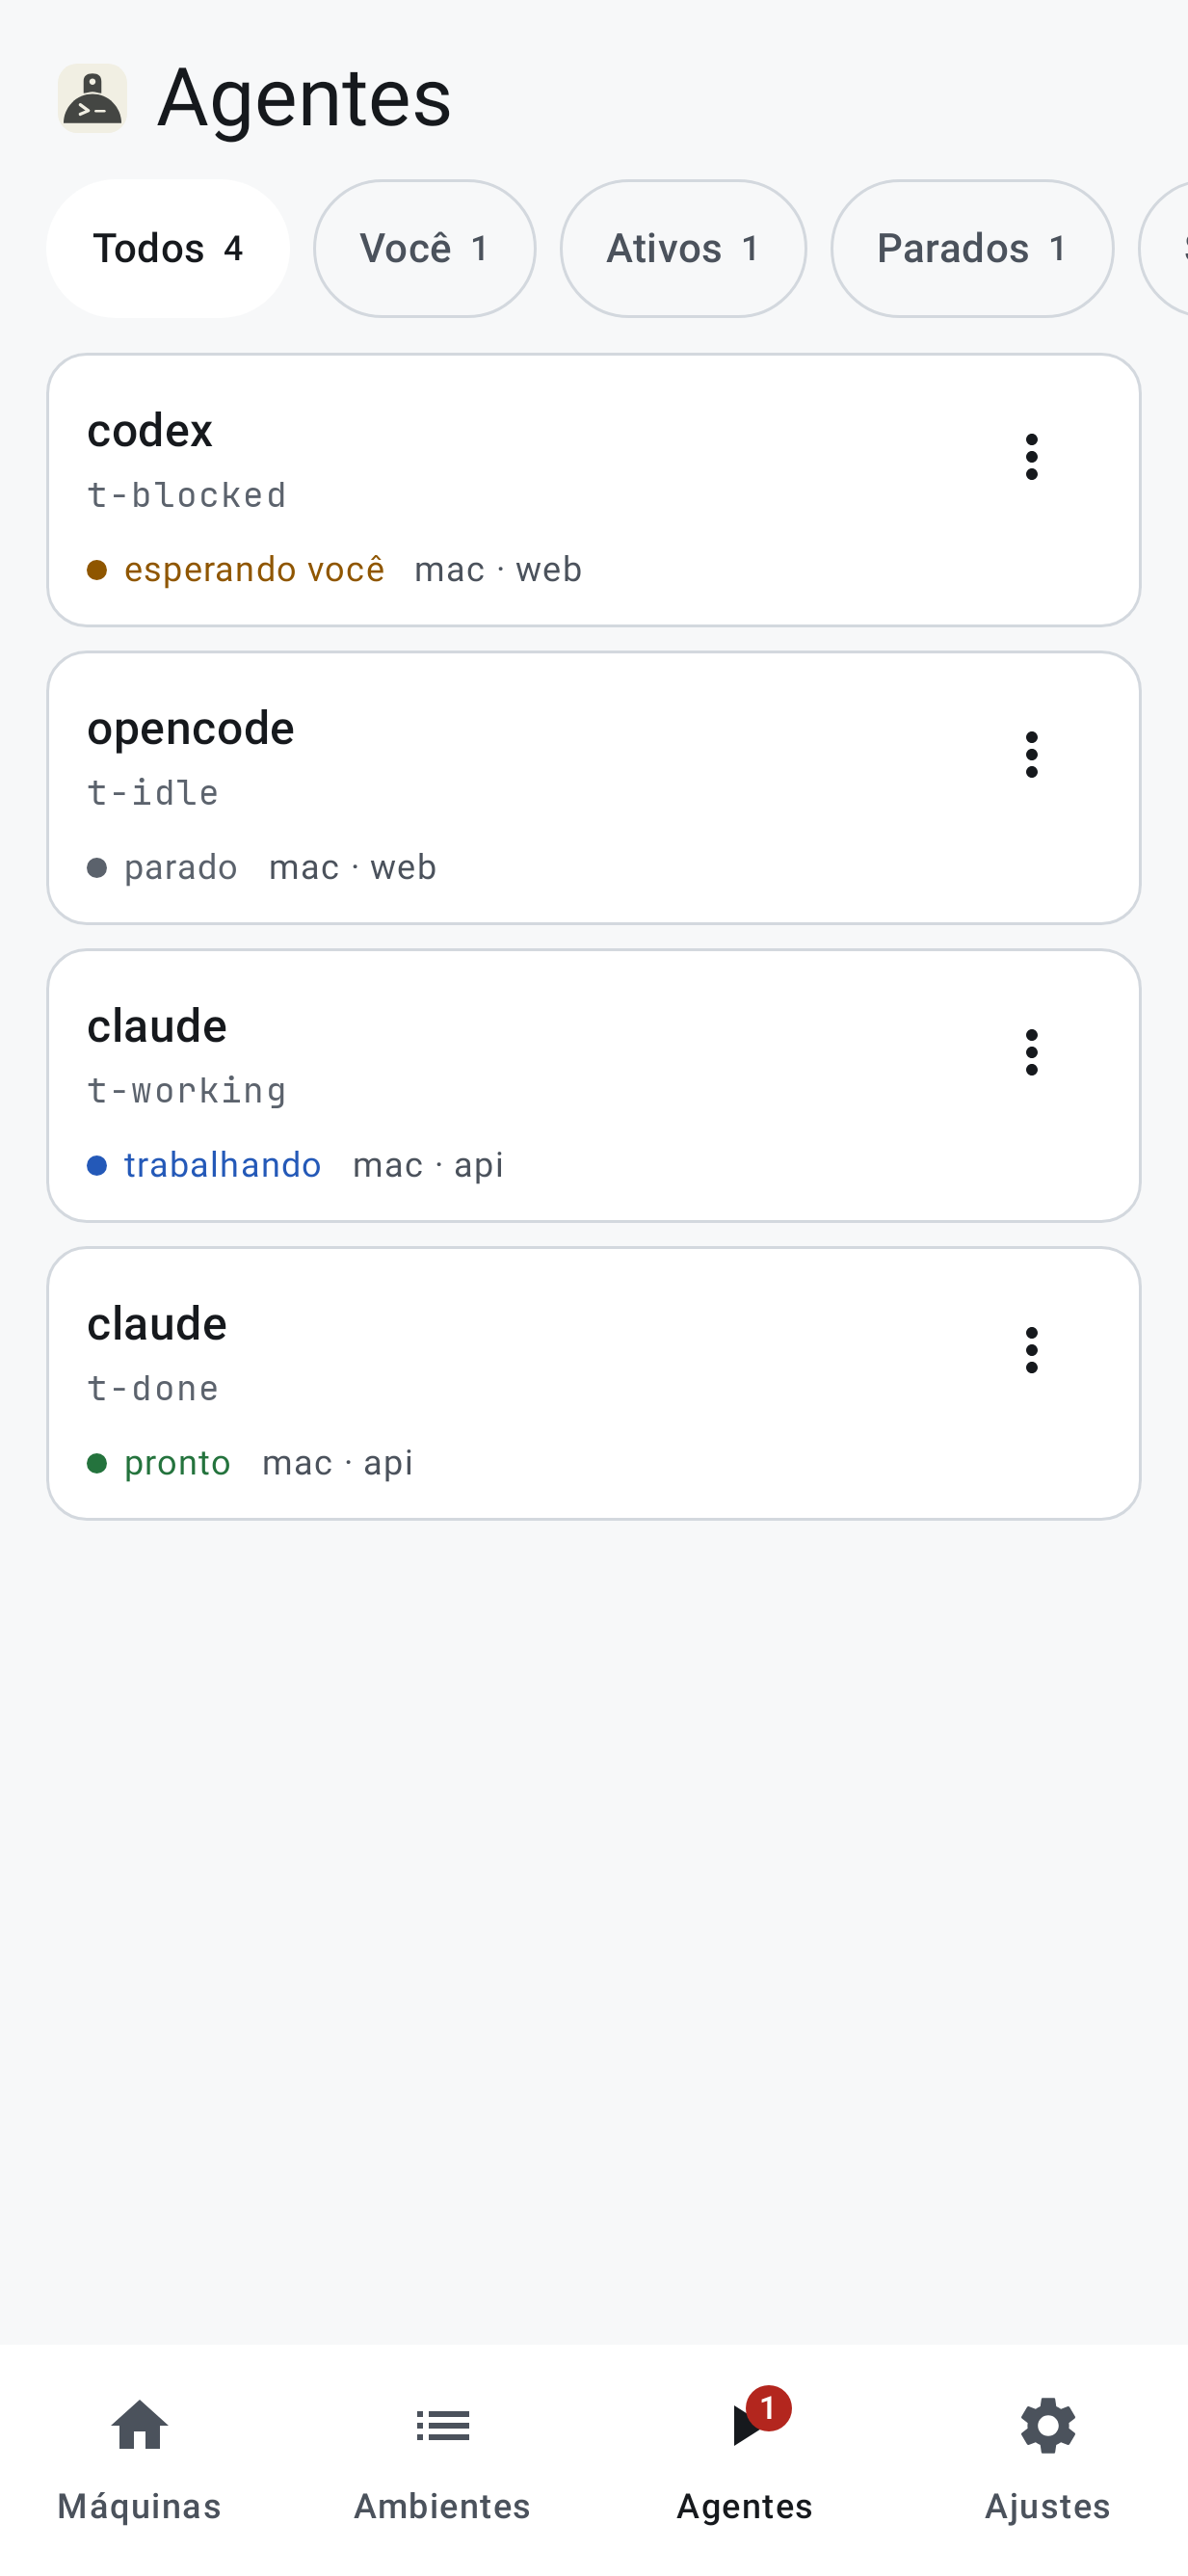 Agentes
Todos 4 Você 1 Ativos 1 Parados 1
codex
t-blocked
esperando você mac · web
opencode
t-idle
parado mac · web
claude
t-working
trabalhando mac · api
claude
t-done
pronto mac · api
1
Máquinas Ambientes Agentes Ajustes